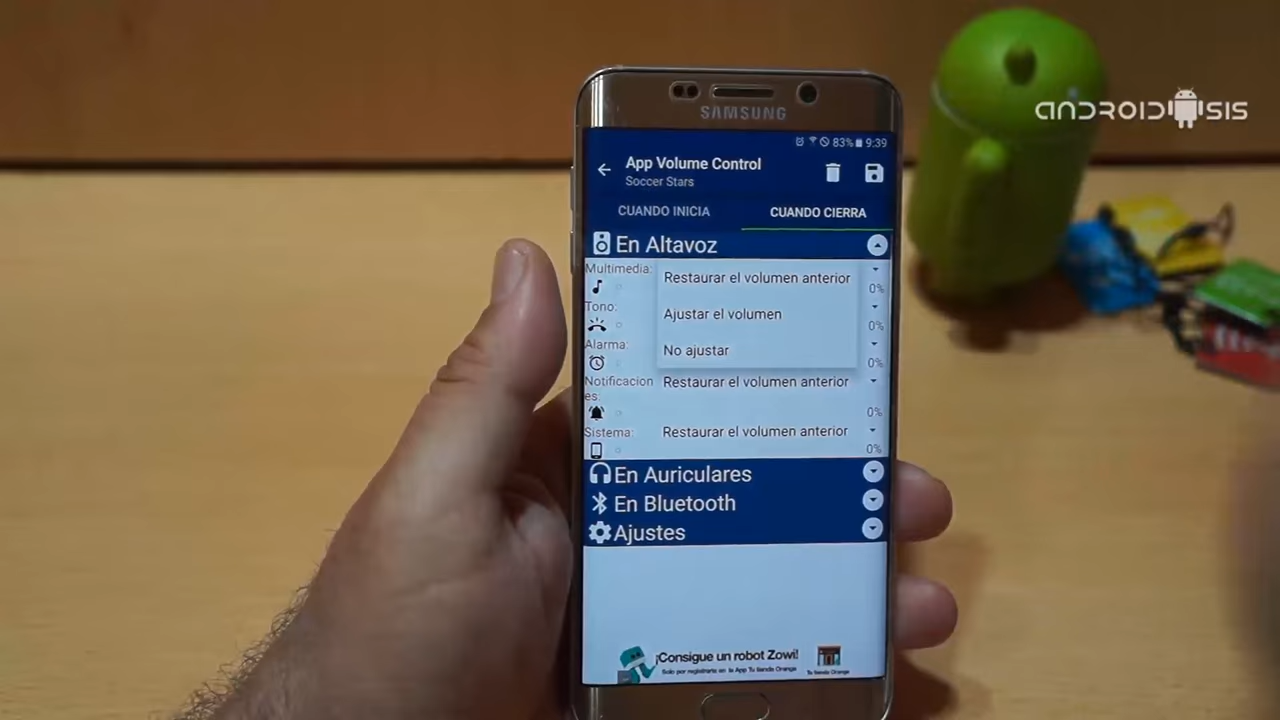 ANDROIDSIS
SAMSUNG
83% 9:39
App Volume Control
Soccer Stars
CUANDO INICIA
CUANDO CIERRA
En Altavoz
Multimedia:
Restaurar el volumen anterior
0%
Tono:
Ajustar el volumen
0%
Alarma:
No ajustar
0%
Notificacion
es:
Restaurar el volumen anterior
0%
Sistema:
Restaurar el volumen anterior
0%
En Auriculares
En Bluetooth
Ajustes
¡Consigue un robot Zowi!
Solo por registrarte en la App Tu tienda Orange
Tu tienda Orange